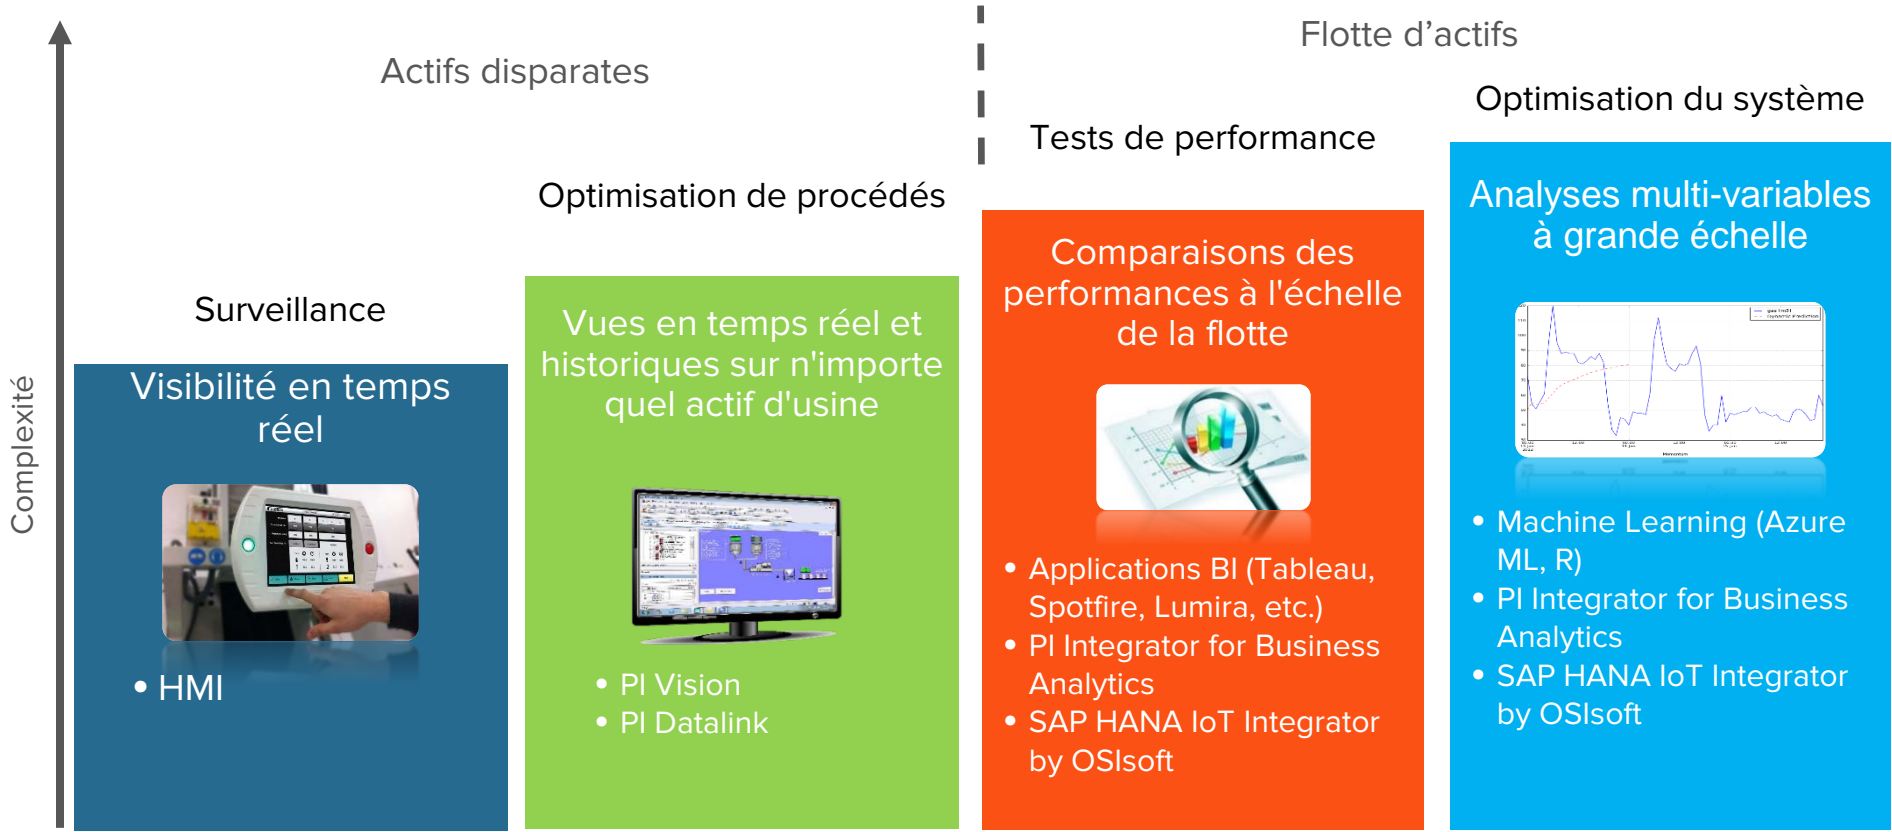 Complexité
Actifs disparates
Flotte d’actifs
Surveillance
Visibilité en temps
réel
• HMI
Optimisation de procédés
Vues en temps réel et
historiques sur n'importe
quel actif d'usine
• PI Vision
• PI Datalink
Tests de performance
Comparaisons des
performances à l'échelle
de la flotte
• Applications BI (Tableau,
Spotfire, Lumira, etc.)
• PI Integrator for Business
Analytics
• SAP HANA IoT Integrator
by OSIsoft
Optimisation du système
Analyses multi-variables
à grande échelle
Dynamic Prediction
Momentum
• Machine Learning (Azure
ML, R)
• PI Integrator for Business
Analytics
• SAP HANA IoT Integrator
by OSIsoft